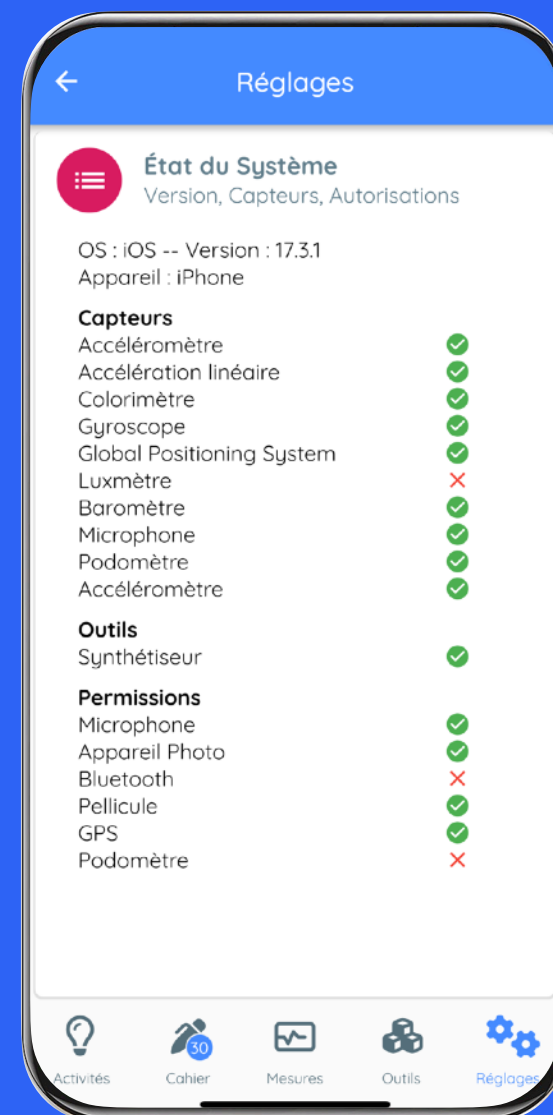 Réglages
État du Système
Version, Capteurs, Autorisations
OS : iOS -- Version : 17.3.1
Appareil : iPhone
Capteurs
Accéléromètre
Accélération linéaire
Colorimètre
Gyroscope
Global Positioning System
Luxmètre
Baromètre
Microphone
Podomètre
Accéléromètre
Outils
Synthétiseur
Permissions
Microphone
Appareil Photo
Bluetooth
Pellicule
GPS
Podomètre
30
Activités Cahier Mesures Outils Réglages